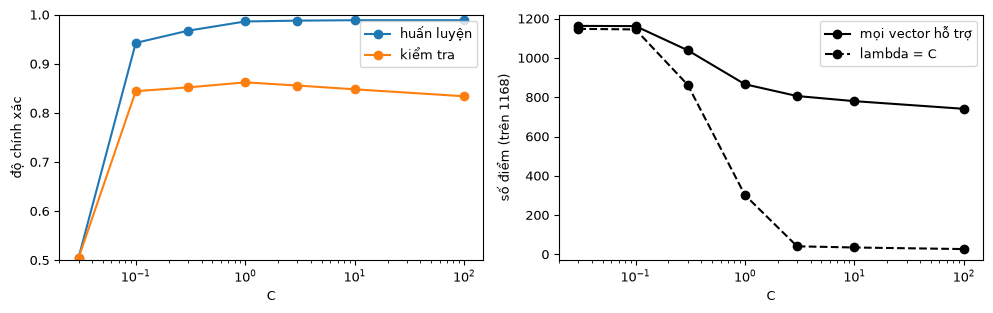 độ chính xác
1.0
0.9
0.8
0.7
0.6
0.5
10⁻¹
10⁰
10¹
10²
C
huấn luyện
kiểm tra
số điểm (trên 1168)
1200
1000
800
600
400
200
0
10⁻¹
10⁰
10¹
10²
C
mọi vector hỗ trợ
lambda = C